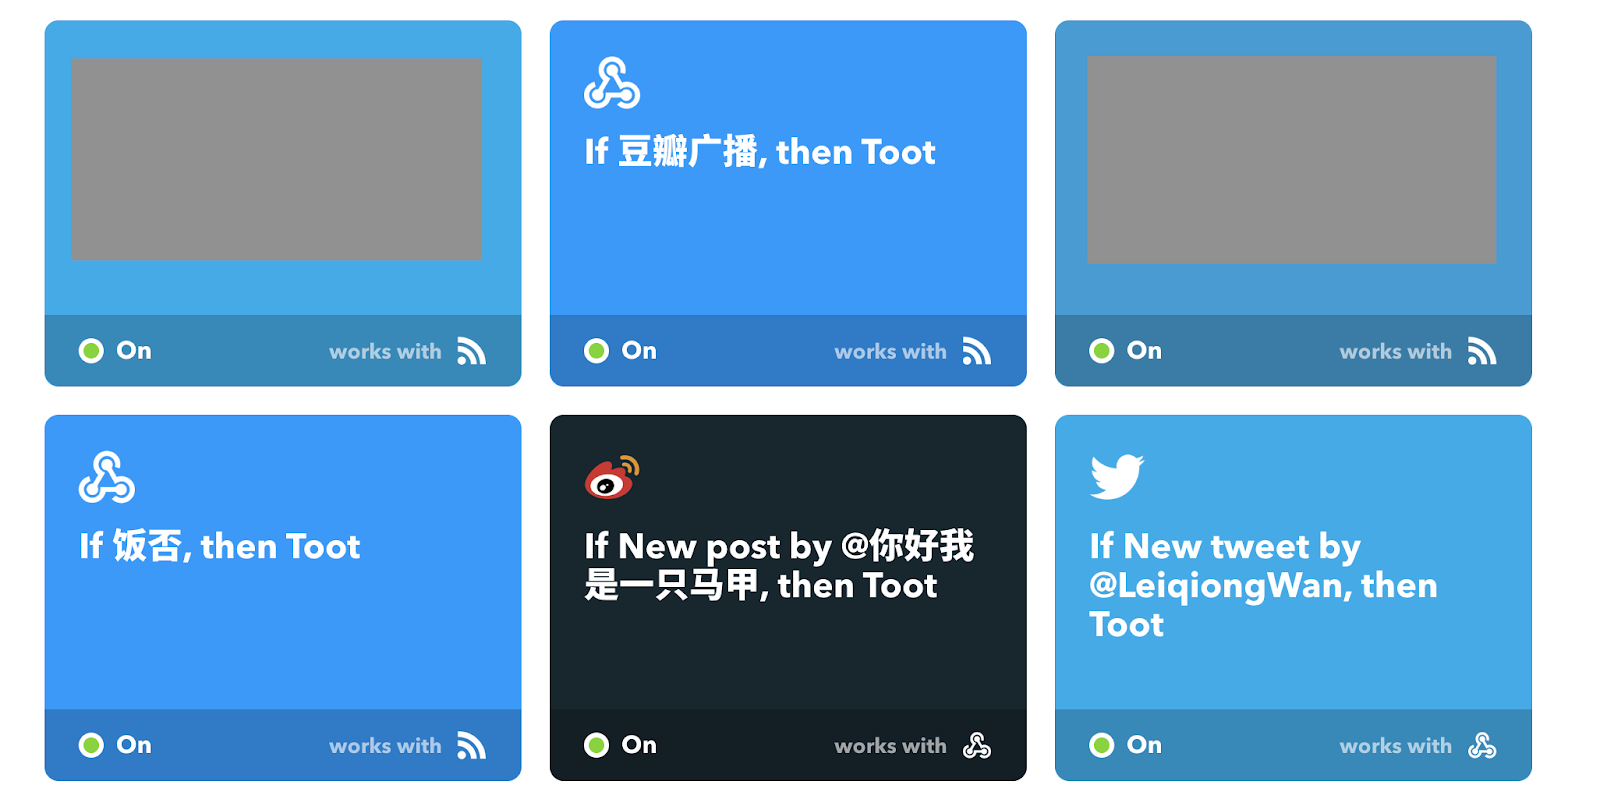 If 豆瓣广播, then Toot
On
works with
On
works with
On
works with
If 饭否, then Toot
If New post by @你好我
是一只马甲, then Toot
If New tweet by
@LeiqiongWan, then
Toot
On
works with
On
works with
On
works with